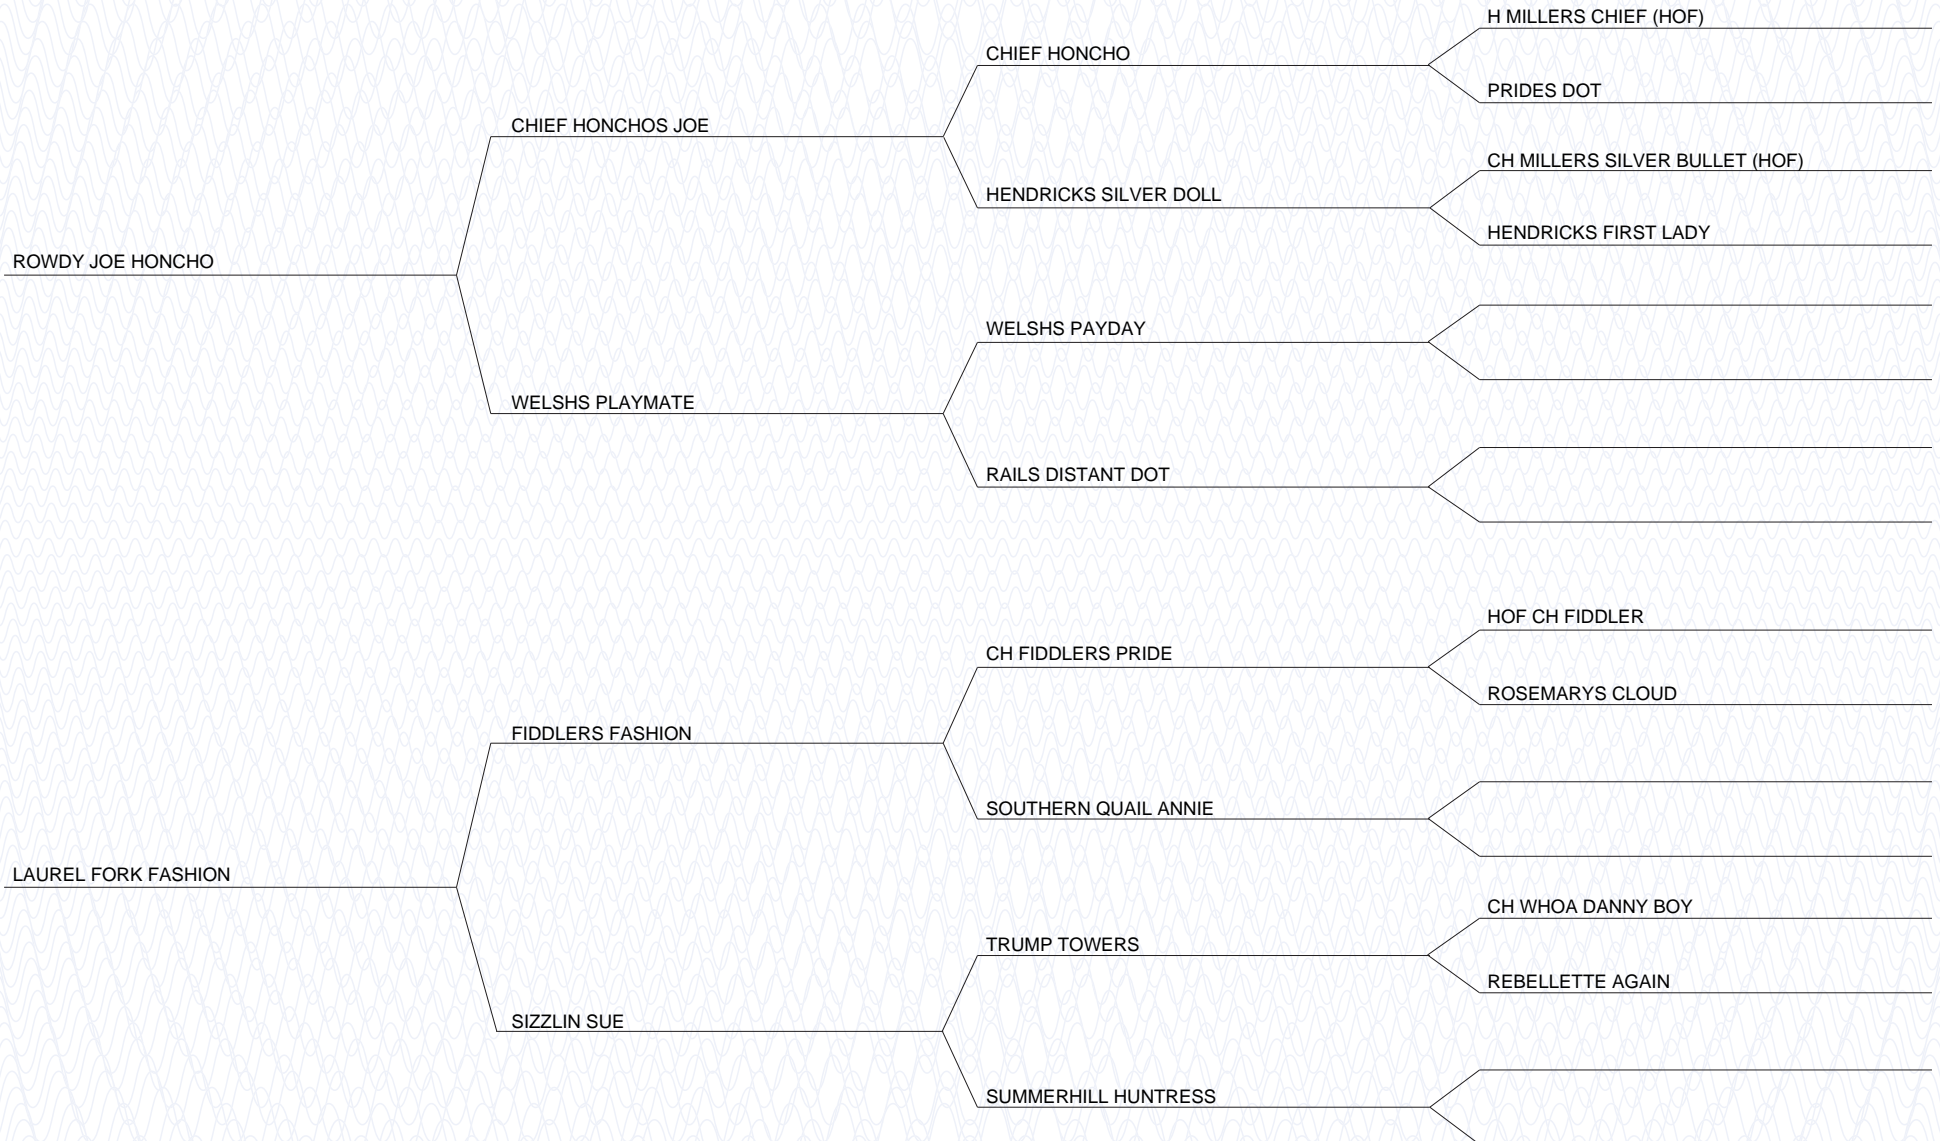 H MILLERS CHIEF (HOF)
CHIEF HONCHO
PRIDES DOT
CHIEF HONCHOS JOE
CH MILLERS SILVER BULLET (HOF)
HENDRICKS SILVER DOLL
HENDRICKS FIRST LADY
ROWDY JOE HONCHO
WELSHS PAYDAY
WELSHS PLAYMATE
RAILS DISTANT DOT
HOF CH FIDDLER
CH FIDDLERS PRIDE
ROSEMARYS CLOUD
FIDDLERS FASHION
SOUTHERN QUAIL ANNIE
LAUREL FORK FASHION
CH WHOA DANNY BOY
TRUMP TOWERS
REBELLETTE AGAIN
SIZZLIN SUE
SUMMERHILL HUNTRESS